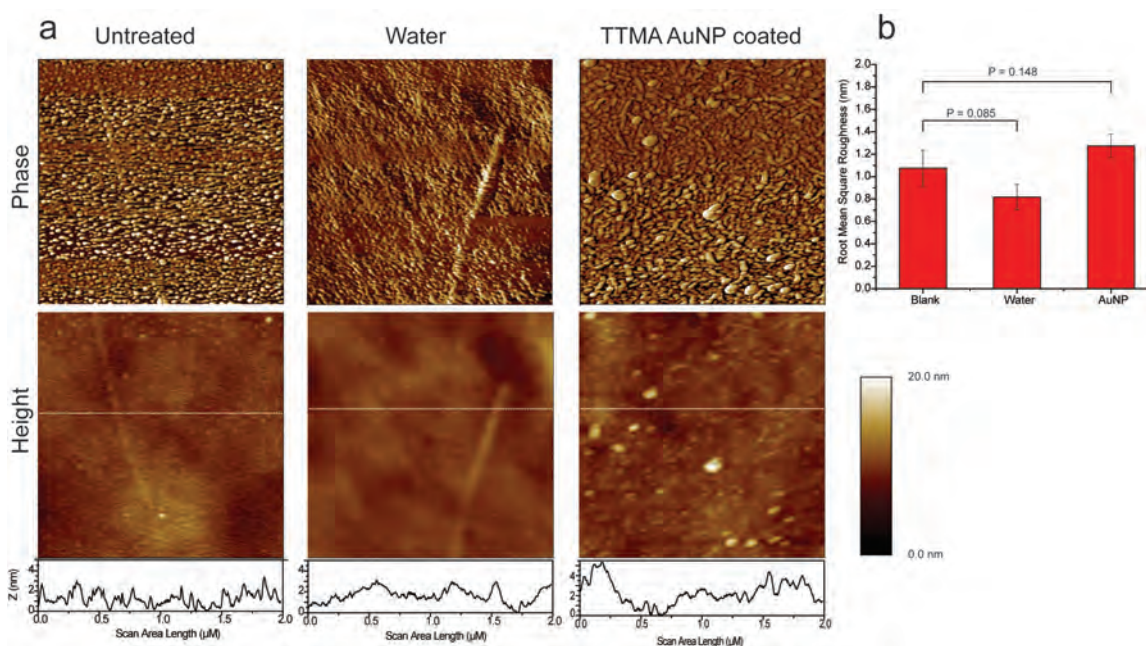 a
Untreated
Water
TTMA AuNP coated
b
Phase
Height
Root Mean Square Roughness (nm)
2.0
1.8
1.6
1.4
1.2
1.0
0.8
0.6
0.4
0.2
0.0
P = 0.148
P = 0.085
Blank
Water
AuNP
20.0 nm
0.0 nm
Z (nm)
4
2
0
0.0 0.5 1.0 1.5 2.0
Scan Area Length (µM)
4
2
0
0.0 0.5 1.0 1.5 2.0
Scan Area Length (µM)
4
2
0
0.0 0.5 1.0 1.5 2.0
Scan Area Length (µM)